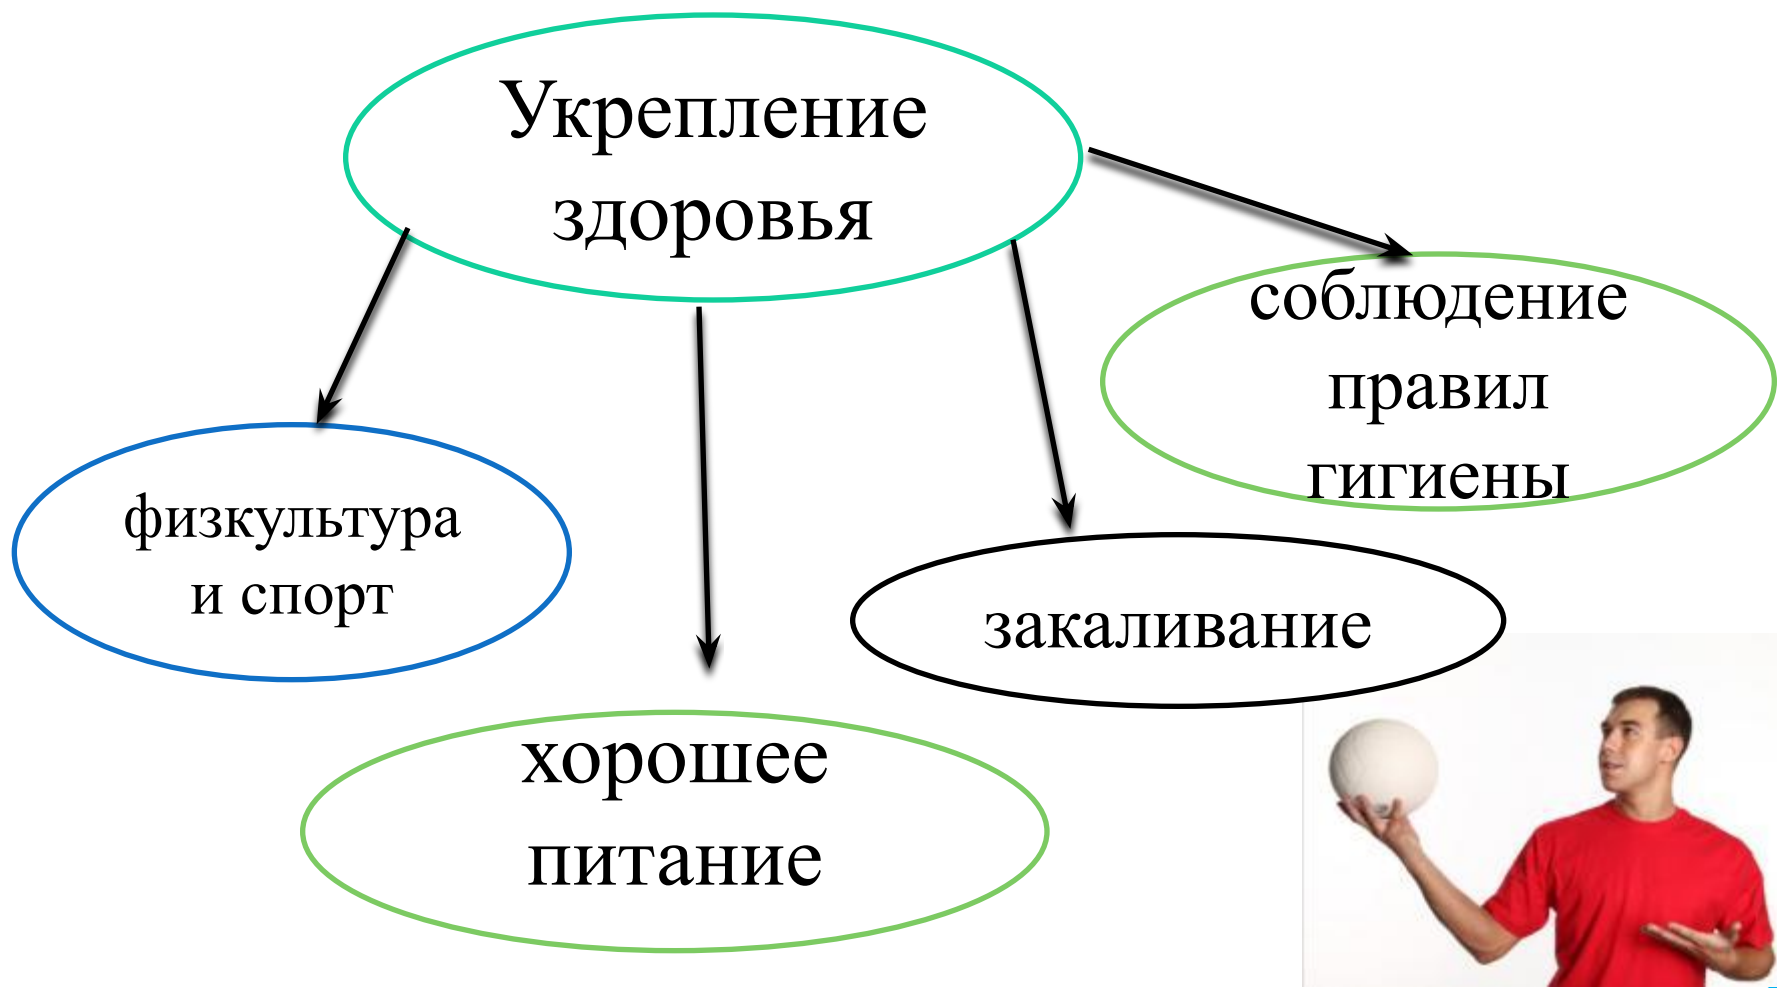 Укрепление
здоровья
соблюдение
правил
гигиены
физкультура
и спорт
закаливание
хорошее
питание